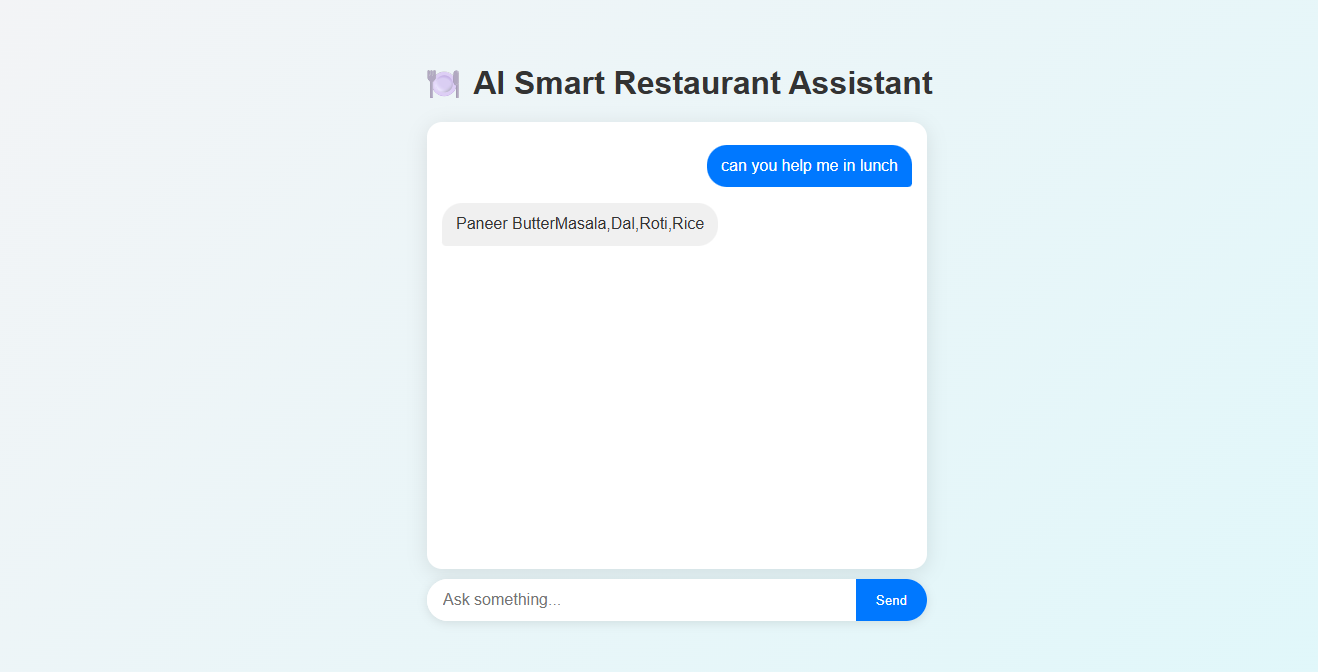 AI Smart Restaurant Assistant
can you help me in lunch
Paneer ButterMasala,Dal,Roti,Rice
Ask something...
Send